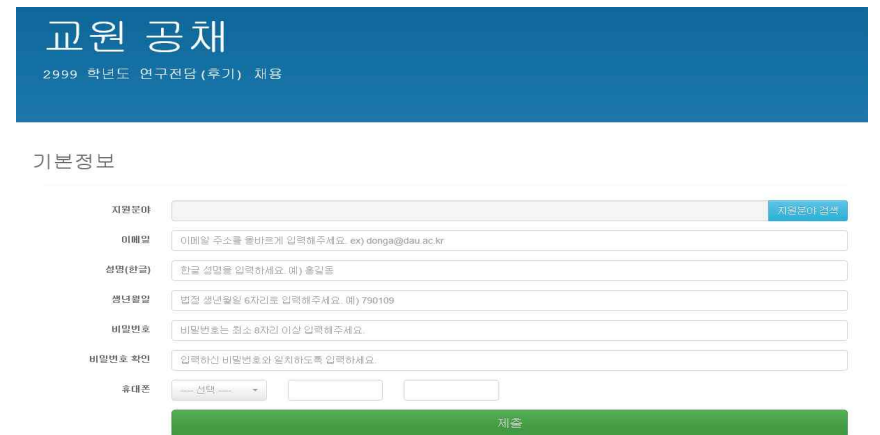 교원 공채
2999 학년도 연구전담(후기) 채용
기본정보
지원분야 지원분야 검색
이메일 이메일 주소를 올바르게 입력해주세요. ex) donga@dau.ac.kr
성명(한글) 한글 성명을 입력하세요. 예) 홍길동
생년월일 법정 생년월일 6자리로 입력해주세요. 예) 790109
비밀번호 비밀번호는 최소 8자리 이상 입력해주세요.
비밀번호 확인 입력하신 비밀번호와 일치하도록 입력하세요.
휴대폰 ---- 선택 ----
제출